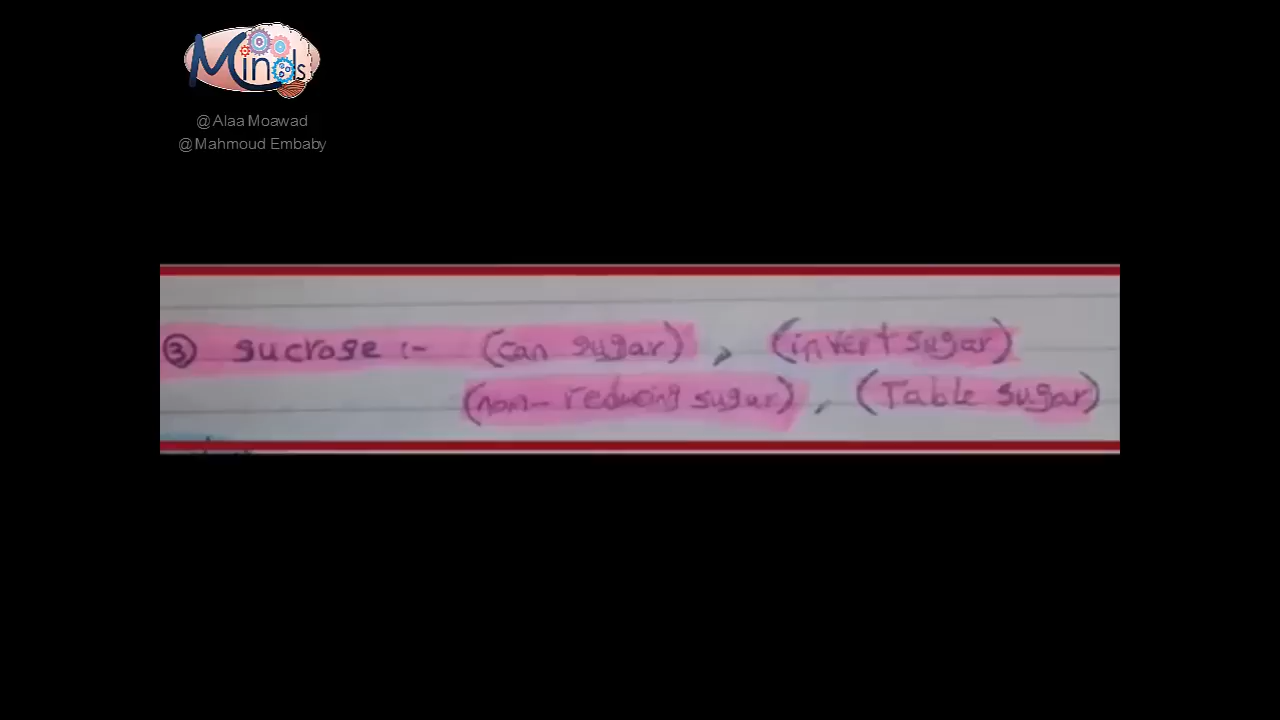 Minds
@Alaa Moawad
@Mahmoud Embaby
③ sucrose :- (can sugar) , (invert sugar)
(non-reducing sugar) , (Table sugar)